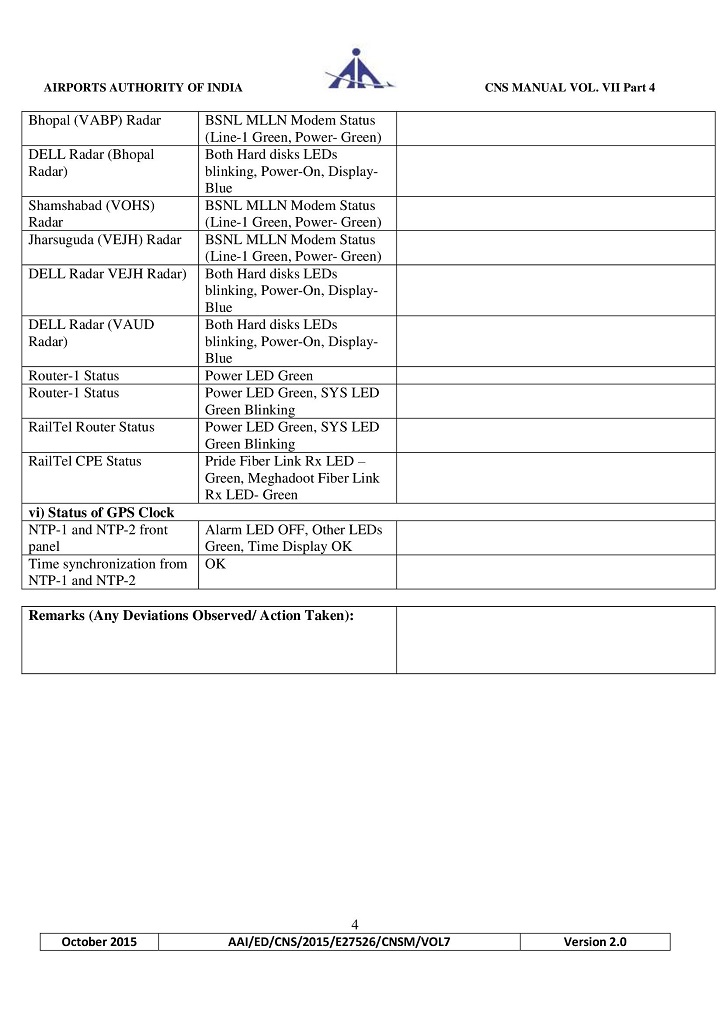 AIRPORTS AUTHORITY OF INDIA
CNS MANUAL VOL. VII Part 4
Bhopal (VABP) Radar
BSNL MLLN Modem Status
(Line-1 Green, Power- Green)
DELL Radar (Bhopal
Radar)
Both Hard disks LEDs
blinking, Power-On, Display-
Blue
Shamshabad (VOHS)
Radar
BSNL MLLN Modem Status
(Line-1 Green, Power- Green)
Jharsuguda (VEJH) Radar
BSNL MLLN Modem Status
(Line-1 Green, Power- Green)
DELL Radar VEJH Radar)
Both Hard disks LEDs
blinking, Power-On, Display-
Blue
DELL Radar (VAUD
Radar)
Both Hard disks LEDs
blinking, Power-On, Display-
Blue
Router-1 Status
Power LED Green
Router-1 Status
Power LED Green, SYS LED
Green Blinking
RailTel Router Status
Power LED Green, SYS LED
Green Blinking
RailTel CPE Status
Pride Fiber Link Rx LED –
Green, Meghadoot Fiber Link
Rx LED- Green
vi) Status of GPS Clock
NTP-1 and NTP-2 front
panel
Alarm LED OFF, Other LEDs
Green, Time Display OK
Time synchronization from
NTP-1 and NTP-2
OK
Remarks (Any Deviations Observed/ Action Taken):
4
October 2015
AAI/ED/CNS/2015/E27526/CNSM/VOL7
Version 2.0